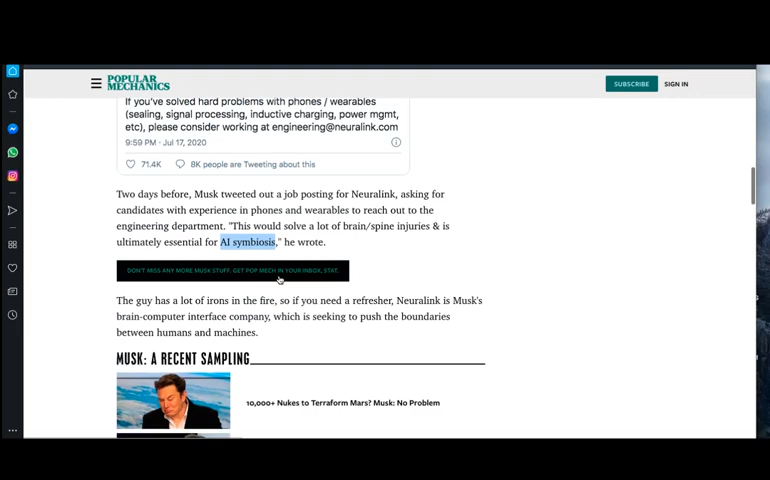 POPULAR
MECHANICS
SUBSCRIBE
SIGN IN
If you've solved hard problems with phones / wearables
(sealing, signal processing, inductive charging, power mgmt,
etc), please consider working at engineering@neuralink.com
9:59 PM · Jul 17, 2020
71.4K 8K people are Tweeting about this
Two days before, Musk tweeted out a job posting for Neuralink, asking for
candidates with experience in phones and wearables to reach out to the
engineering department. "This would solve a lot of brain/spine injuries & is
ultimately essential for AI symbiosis," he wrote.
DON'T MISS ANY MORE MUSK STUFF. GET POP MECH IN YOUR INBOX, STAT.
The guy has a lot of irons in the fire, so if you need a refresher, Neuralink is Musk's
brain-computer interface company, which is seeking to push the boundaries
between humans and machines.
MUSK: A RECENT SAMPLING
10,000+ Nukes to Terraform Mars? Musk: No Problem